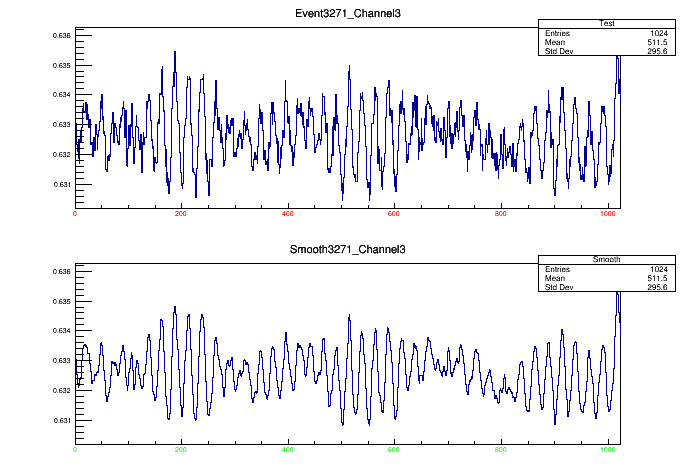 Event3271_Channel3
Test
Entries 1024
Mean 511.5
Std Dev 295.6
0.636
0.635
0.634
0.633
0.632
0.631
0 200 400 600 800 1000
Smooth3271_Channel3
Smooth
Entries 1024
Mean 511.5
Std Dev 295.6
0.636
0.635
0.634
0.633
0.632
0.631
0 200 400 600 800 1000